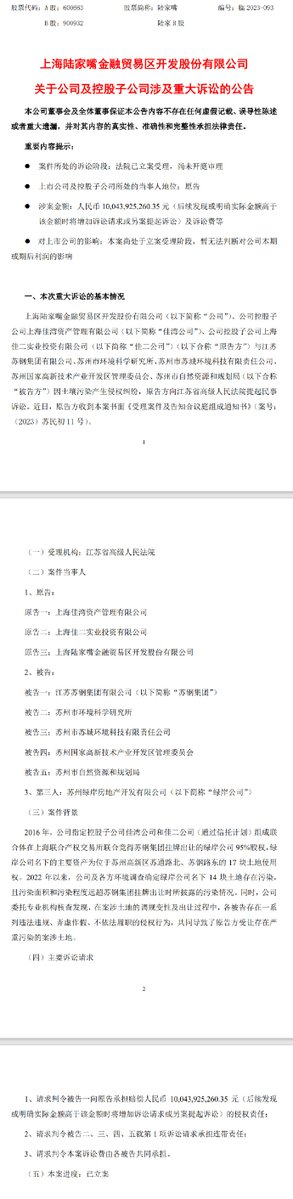 股票代码：A 股：600663 股票简称：陆家嘴 编号：临 2023-093
B 股：900932 陆家 B 股
上海陆家嘴金融贸易区开发股份有限公司
关于公司及控股子公司涉及重大诉讼的公告
本公司董事会及全体董事保证本公告内容不存在任何虚假记载、误导性陈述
或者重大遗漏，并对其内容的真实性、准确性和完整性承担法律责任。
重要内容提示：
● 案件所处的诉讼阶段：法院已立案受理，尚未开庭审理
● 上市公司及控股子公司所处的当事人地位：原告
● 涉案金额：人民币 10,043,925,260.35 元（后续发现或明确实际金额高于
该金额时将增加诉讼请求或另案提起诉讼）及诉讼费等
● 对上市公司的影响：本案尚处于立案受理阶段，暂无法判断对公司本期
或期后利润的影响
一、本次重大诉讼的基本情况
上海陆家嘴金融贸易区开发股份有限公司（以下简称“公司”）、公司控股子
公司上海佳湾资产管理有限公司（以下简称“佳湾公司”）、公司控股子公司上海
佳二实业投资有限公司（以下简称“佳二公司”）（以下合称“原告方”）与江苏
苏钢集团有限公司、苏州市环境科学研究所、苏州市苏城环境科技有限责任公司、
苏州国家高新技术产业开发区管理委员会、苏州市自然资源和规划局（以下合称
“被告方”）因土壤污染产生侵权纠纷，原告方向江苏省高级人民法院提起民事
诉讼。近日，原告方收到本案书面《受理案件及告知合议庭组成通知书》（案号：
（2023）苏民初 11 号）。
1
（一）受理机构：江苏省高级人民法院
（二）案件当事人
1、原告：
原告一：上海佳湾资产管理有限公司
原告二：上海佳二实业投资有限公司
原告三：上海陆家嘴金融贸易区开发股份有限公司
2、被告：
被告一：江苏苏钢集团有限公司（以下简称“苏钢集团”）
被告二：苏州市环境科学研究所
被告三：苏州市苏城环境科技有限责任公司
被告四：苏州国家高新技术产业开发区管理委员会
被告五：苏州市自然资源和规划局
3、第三人：苏州绿岸房地产开发有限公司（以下简称“绿岸公司”）
（三）案件背景
2016 年，公司指定控股子公司佳湾公司和佳二公司（通过信托计划）组成联
合体在上海联合产权交易所联合竞得苏钢集团挂牌出让的绿岸公司 95%股权，绿
岸公司名下的主要资产为位于苏州高新区苏通路北、苏钢路东的 17 块土地使用
权。2022 年以来，公司及各方环境调查确定绿岸公司名下 14 块土地存在污染，
且污染面积和污染程度远超苏钢集团挂牌出让时所披露的污染情况。同时，公司
委托专业机构核查发现，在案涉土地的调规变性及出让过程中，各被告存在一系
列违法违规、弄虚作假、不依法履职的侵权行为，共同导致了原告方受让存在严
重污染的案涉土地。
（四）主要诉讼请求
2
1、请求判令被告一向原告承担赔偿人民币 10,043,925,260.35 元（后续发现
或明确实际金额高于该金额时将增加诉讼请求或另案提起诉讼）的侵权责任；
2、请求判令被告二、三、四、五就第 1 项诉讼请求承担连带责任；
3、请求判令本案诉讼费由各被告共同承担。
（五）本案进度：已立案